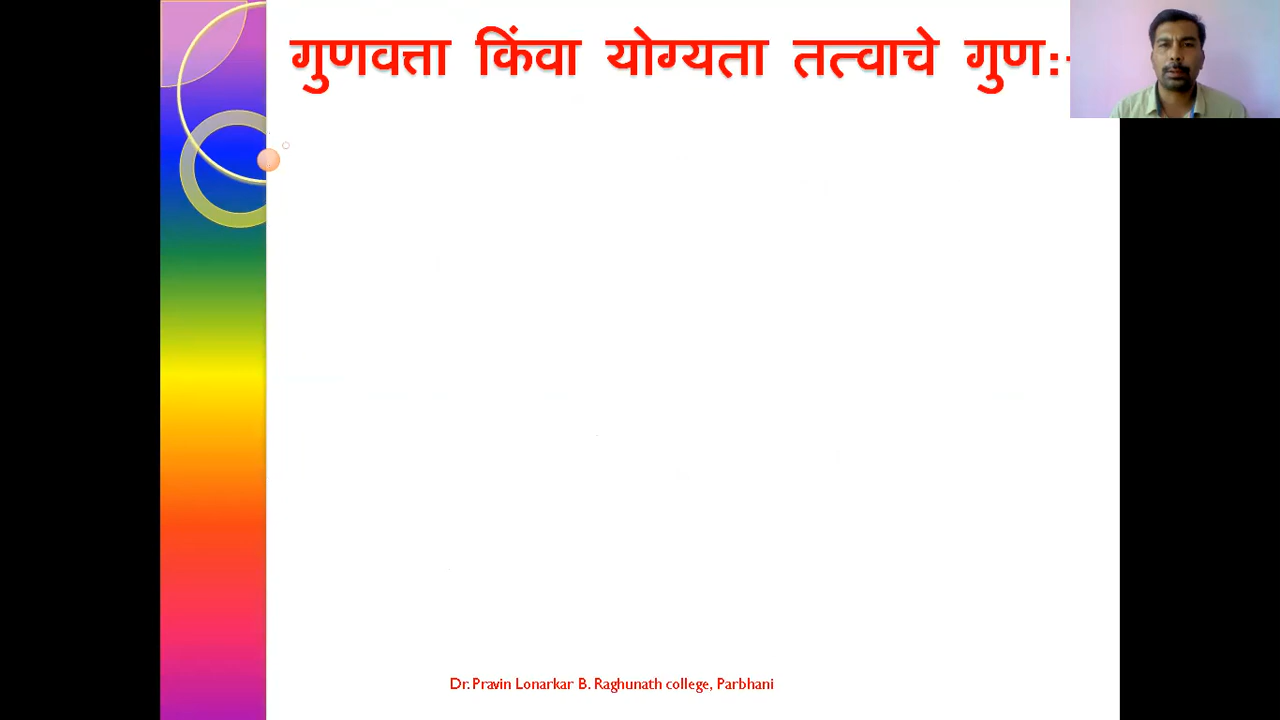 गुणवत्ता किंवा योग्यता तत्वाचे गुण:-
Dr. Pravin Lonarkar B. Raghunath college, Parbhani